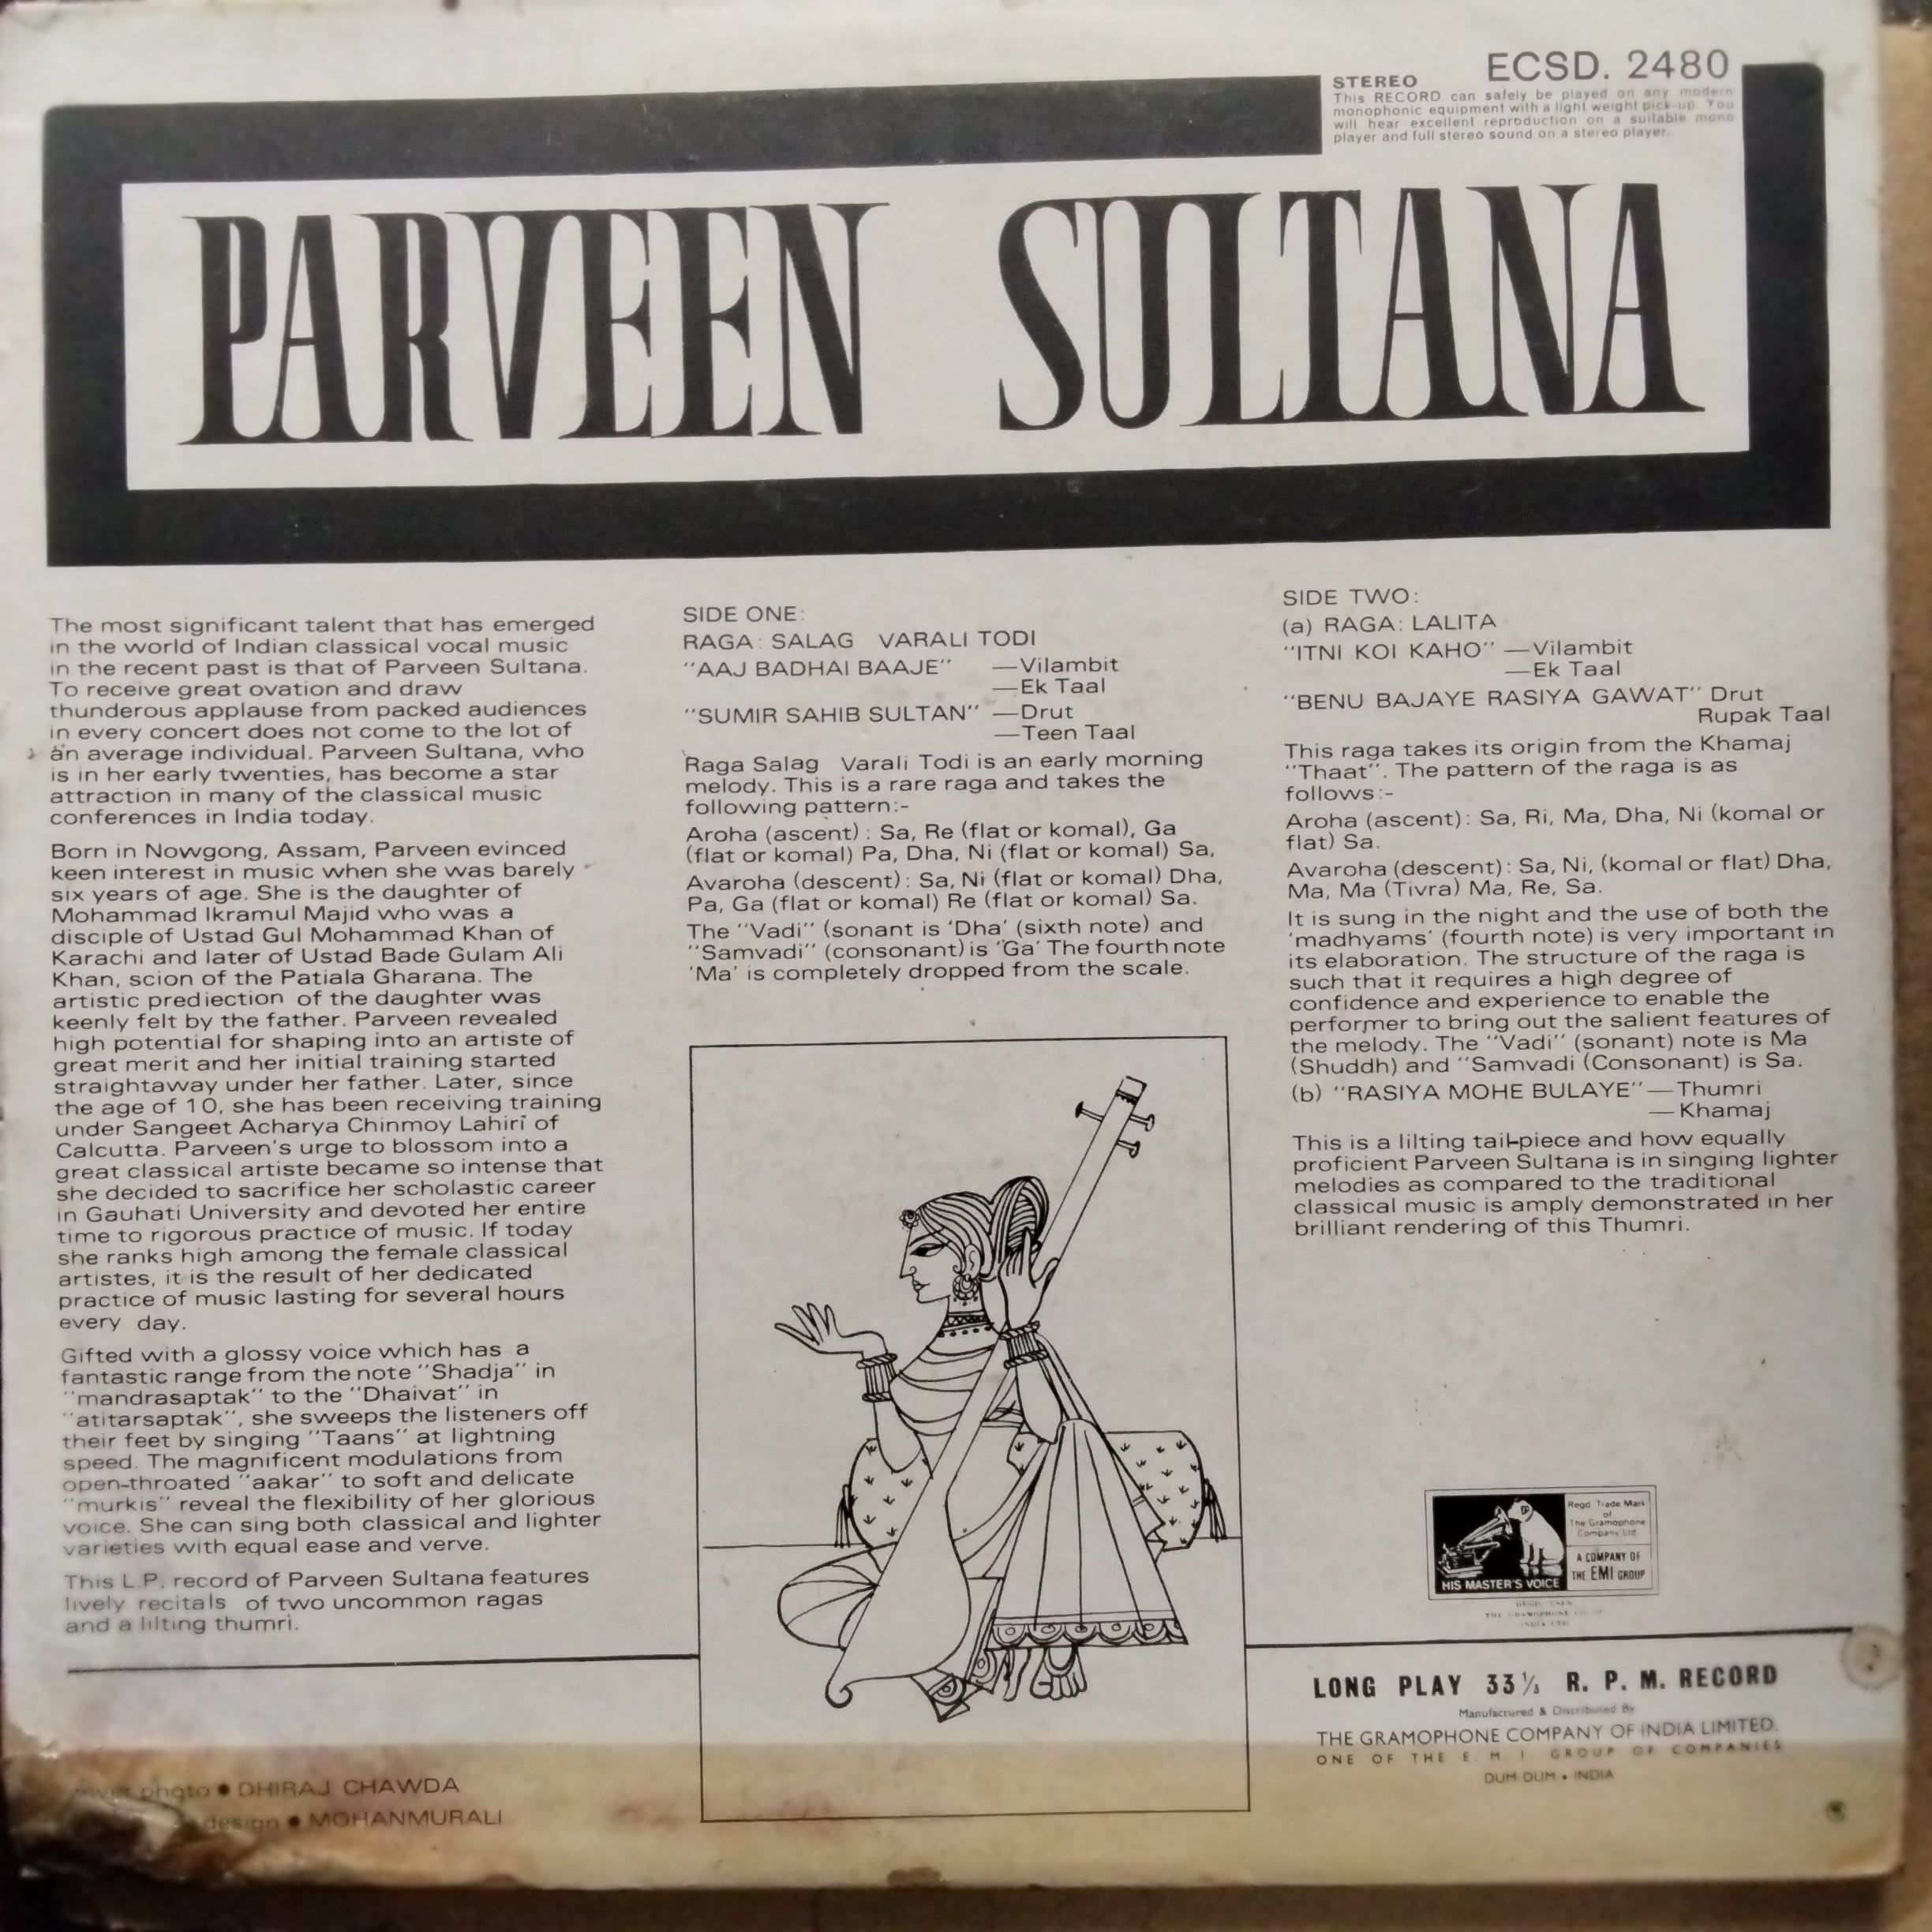 ECSD. 2480
STEREO
This RECORD can safely be played on any modern
monophonic equipment with a light weight pick-up. You
will hear excellent reproduction on a suitable mono
player and full stereo sound on a stereo player.
PARVEEN SULTANA
The most significant talent that has emerged
in the world of Indian classical vocal music
in the recent past is that of Parveen Sultana.
To receive great ovation and draw
thunderous applause from packed audiences
in every concert does not come to the lot of
an average individual. Parveen Sultana, who
is in her early twenties, has become a star
attraction in many of the classical music
conferences in India today.
Born in Nowgong, Assam, Parveen evinced
keen interest in music when she was barely
six years of age. She is the daughter of
Mohammad Ikramul Majid who was a
disciple of Ustad Gul Mohammad Khan of
Karachi and later of Ustad Bade Gulam Ali
Khan, scion of the Patiala Gharana. The
artistic prediection of the daughter was
keenly felt by the father. Parveen revealed
high potential for shaping into an artiste of
great merit and her initial training started
straightaway under her father. Later, since
the age of 10, she has been receiving training
under Sangeet Acharya Chinmoy Lahiri of
Calcutta. Parveen's urge to blossom into a
great classical artiste became so intense that
she decided to sacrifice her scholastic career
in Gauhati University and devoted her entire
time to rigorous practice of music. If today
she ranks high among the female classical
artistes, it is the result of her dedicated
practice of music lasting for several hours
every day.
Gifted with a glossy voice which has a
fantastic range from the note "Shadja" in
"mandrasaptak" to the "Dhaivat" in
"atitarsaptak", she sweeps the listeners off
their feet by singing "Taans" at lightning
speed. The magnificent modulations from
open-throated "aakar" to soft and delicate
"murkis" reveal the flexibility of her glorious
voice. She can sing both classical and lighter
varieties with equal ease and verve.
This L.P. record of Parveen Sultana features
lively recitals of two uncommon ragas
and a lilting thumri.
SIDE ONE:
RAGA: SALAG VARALI TODI
"AAJ BADHAI BAAJE" —Vilambit
—Ek Taal
"SUMIR SAHIB SULTAN" —Drut
—Teen Taal
Raga Salag Varali Todi is an early morning
melody. This is a rare raga and takes the
following pattern:-
Aroha (ascent): Sa, Re (flat or komal), Ga
(flat or komal) Pa, Dha, Ni (flat or komal) Sa,
Avaroha (descent): Sa, Ni (flat or komal) Dha,
Pa, Ga (flat or komal) Re (flat or komal) Sa.
The "Vadi" (sonant is 'Dha' (sixth note) and
"Samvadi" (consonant) is 'Ga' The fourth note
'Ma' is completely dropped from the scale.
SIDE TWO:
(a) RAGA: LALITA
"ITNI KOI KAHO" —Vilambit
—Ek Taal
"BENU BAJAYE RASIYA GAWAT" Drut
Rupak Taal
This raga takes its origin from the Khamaj
"Thaat". The pattern of the raga is as
follows:-
Aroha (ascent): Sa, Ri, Ma, Dha, Ni (komal or
flat) Sa.
Avaroha (descent): Sa, Ni, (komal or flat) Dha,
Ma, Ma (Tivra) Ma, Re, Sa.
It is sung in the night and the use of both the
'madhyams' (fourth note) is very important in
its elaboration. The structure of the raga is
such that it requires a high degree of
confidence and experience to enable the
performer to bring out the salient features of
the melody. The "Vadi" (sonant) note is Ma
(Shuddh) and "Samvadi (Consonant) is Sa.
(b) "RASIYA MOHE BULAYE" — Thumri
— Khamaj
This is a lilting tail-piece and how equally
proficient Parveen Sultana is in singing lighter
melodies as compared to the traditional
classical music is amply demonstrated in her
brilliant rendering of this Thumri.
HIS MASTER'S VOICE
Regd. Trade Mark
of
The Gramophone
Company Ltd.
A COMPANY OF
THE EMI GROUP
LONG PLAY 33⅓ R. P. M. RECORD
Manufactured & Distributed By
THE GRAMOPHONE COMPANY OF INDIA LIMITED.
ONE OF THE E M I GROUP OF COMPANIES
DUM DUM • INDIA
photo ● DHIRAJ CHAWDA
design ● MOHANMURALI